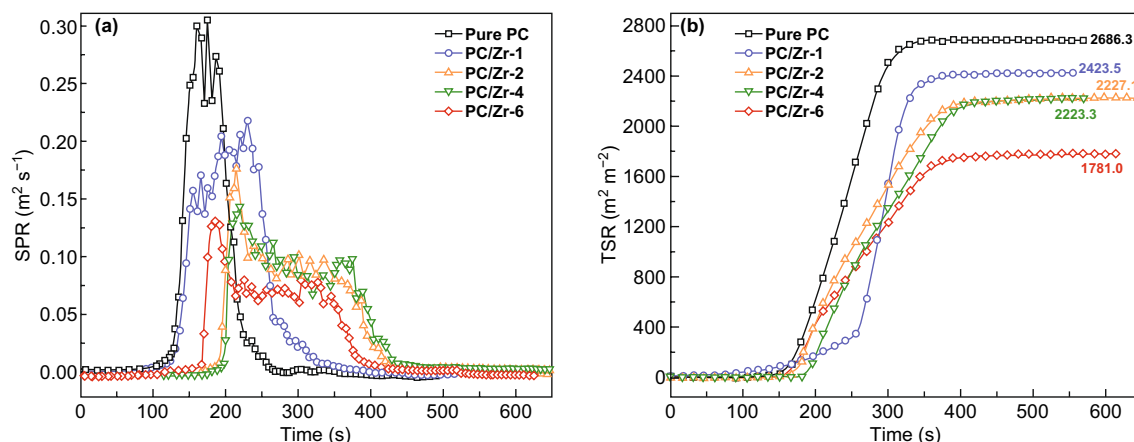 (a)
Pure PC
PC/Zr-1
PC/Zr-2
PC/Zr-4
PC/Zr-6
0.30
0.25
0.20
0.15
0.10
0.05
0.00
SPR (m² s⁻¹)
0 100 200 300 400 500 600
Time (s)
(b)
Pure PC
PC/Zr-1
PC/Zr-2
PC/Zr-4
PC/Zr-6
2686.3
2423.5
2227.1
2223.3
1781.0
2800
2400
2000
1600
1200
800
400
0
TSR (m² m⁻²)
0 100 200 300 400 500 600
Time (s)